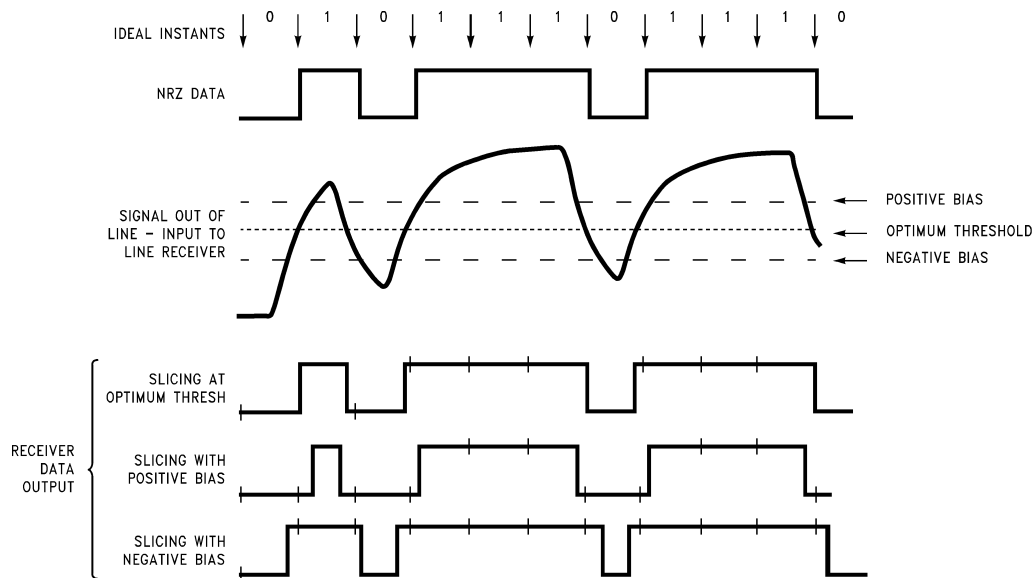 0 1 0 1 1 1 0 1 1 1 0
IDEAL INSTANTS
NRZ DATA
SIGNAL OUT OF
LINE – INPUT TO
LINE RECEIVER
POSITIVE BIAS
OPTIMUM THRESHOLD
NEGATIVE BIAS
RECEIVER
DATA
OUTPUT
SLICING AT
OPTIMUM THRESH
SLICING WITH
POSITIVE BIAS
SLICING WITH
NEGATIVE BIAS